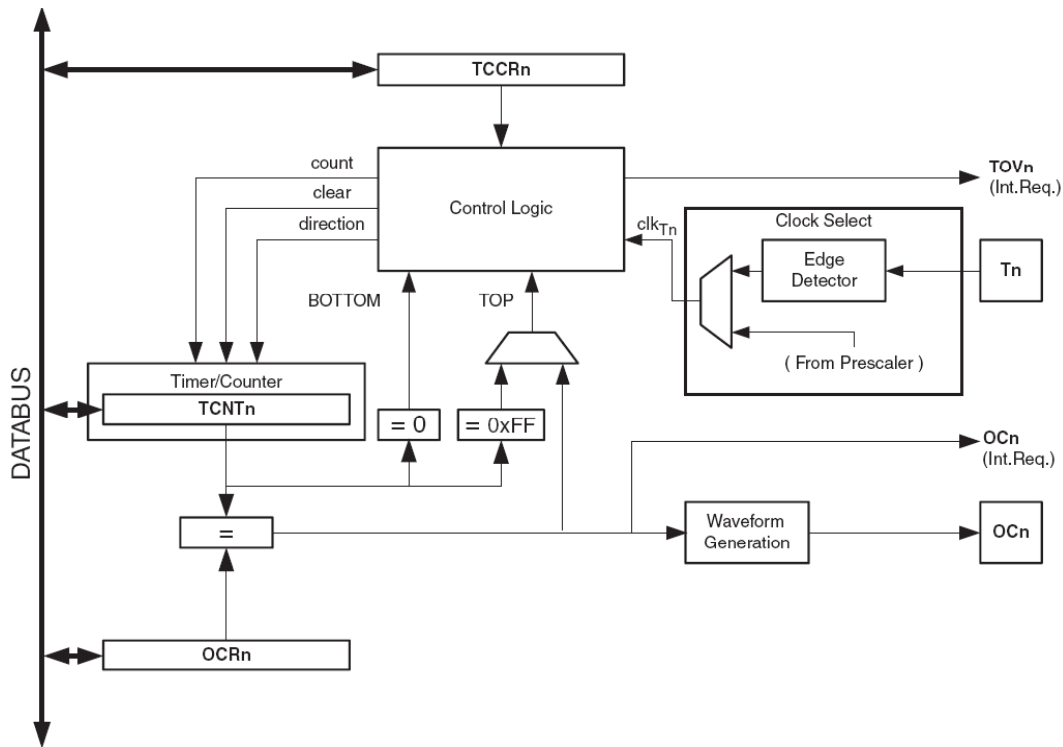 TCCRn
count
clear
direction
Control Logic
TOVn
(Int.Req.)
clkTn
Clock Select
Edge
Detector
Tn
( From Prescaler )
BOTTOM
TOP
Timer/Counter
TCNTn
= 0
= 0xFF
DATABUS
OCn
(Int.Req.)
=
Waveform
Generation
OCn
OCRn